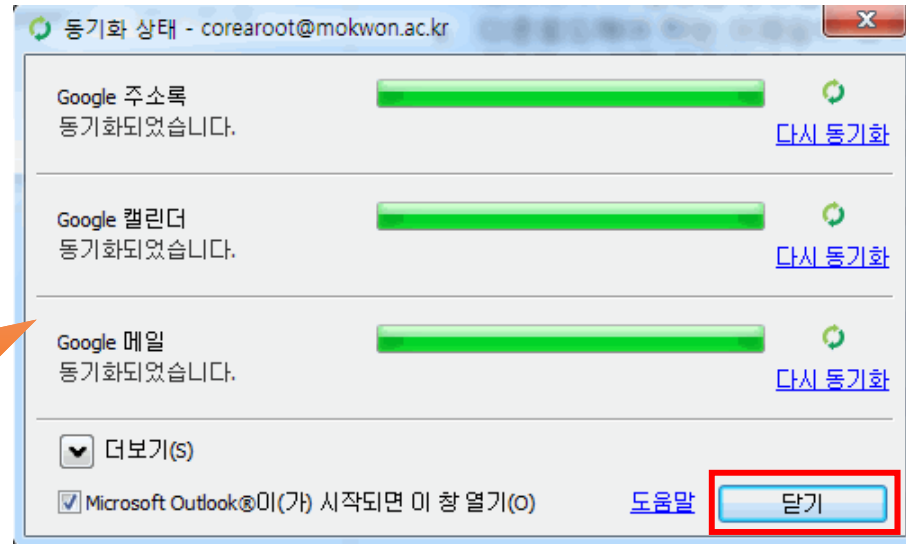 동기화 상태 - corearoot@mokwon.ac.kr
Google 주소록
동기화되었습니다.
다시 동기화
Google 캘린더
동기화되었습니다.
다시 동기화
Google 메일
동기화되었습니다.
다시 동기화
더보기(S)
Microsoft Outlook®이(가) 시작되면 이 창 열기(O) 도움말 닫기